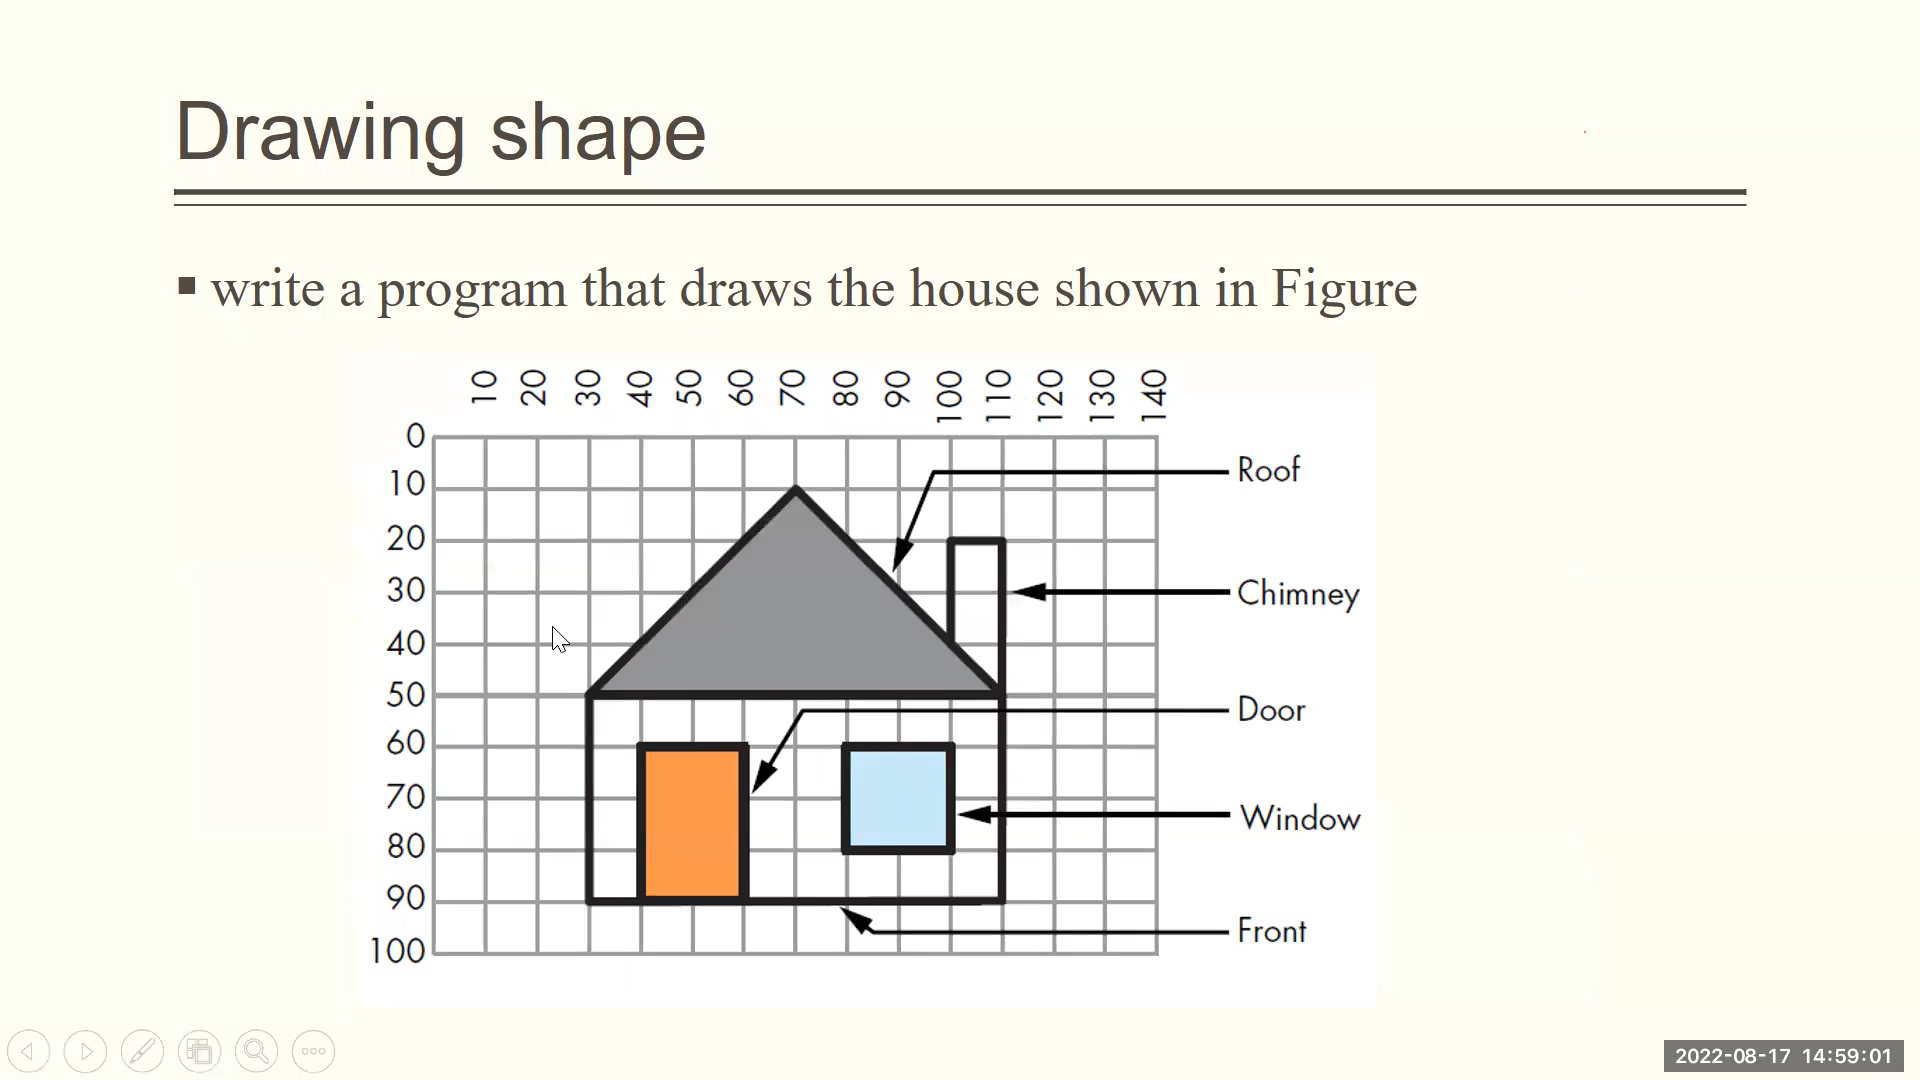 Drawing shape
▪ write a program that draws the house shown in Figure
10 20 30 40 50 60 70 80 90 100 110 120 130 140
0
10
Roof
20
30
Chimney
40
50
Door
60
70
Window
80
90
Front
100
2022-08-17 14:59:01